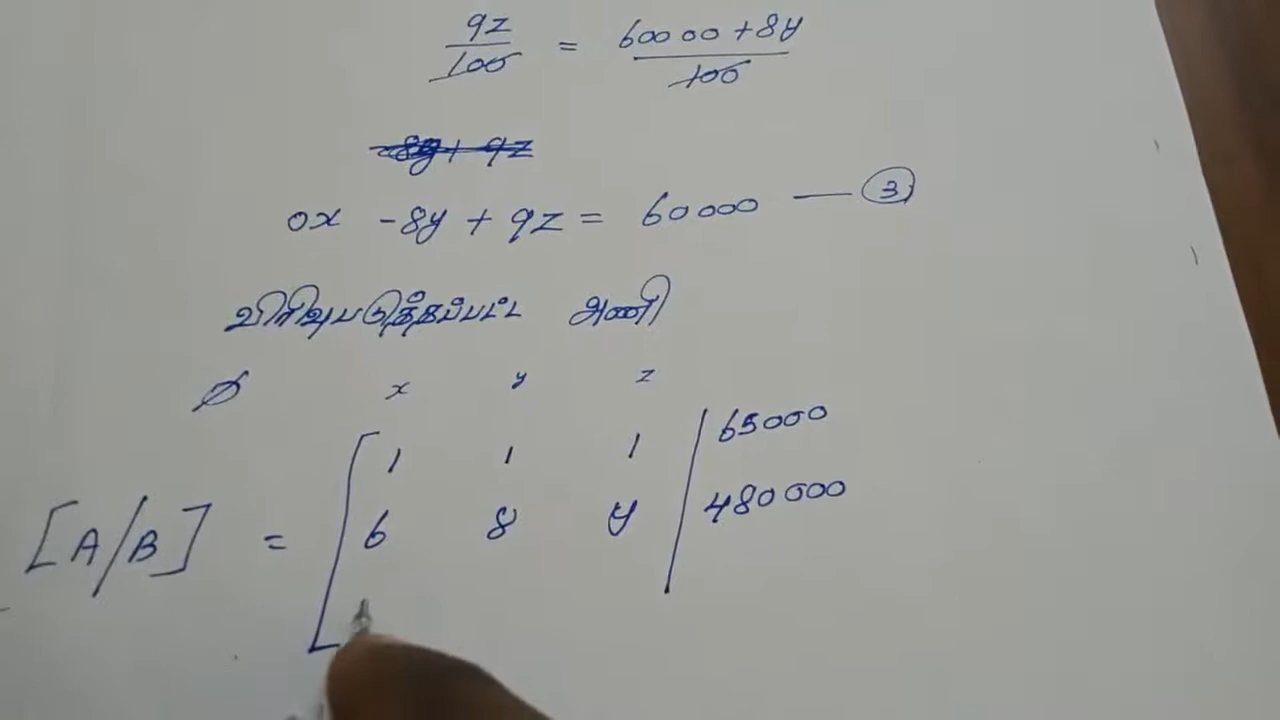 9z/100 = 60000+8y/100
0x -8y + 9z = 60000 — ③
விரிவுபடுத்தப்பட்ட அணி
x y z
1 1 1 | 65000
[A/B] = [ 6 8 y | 480000